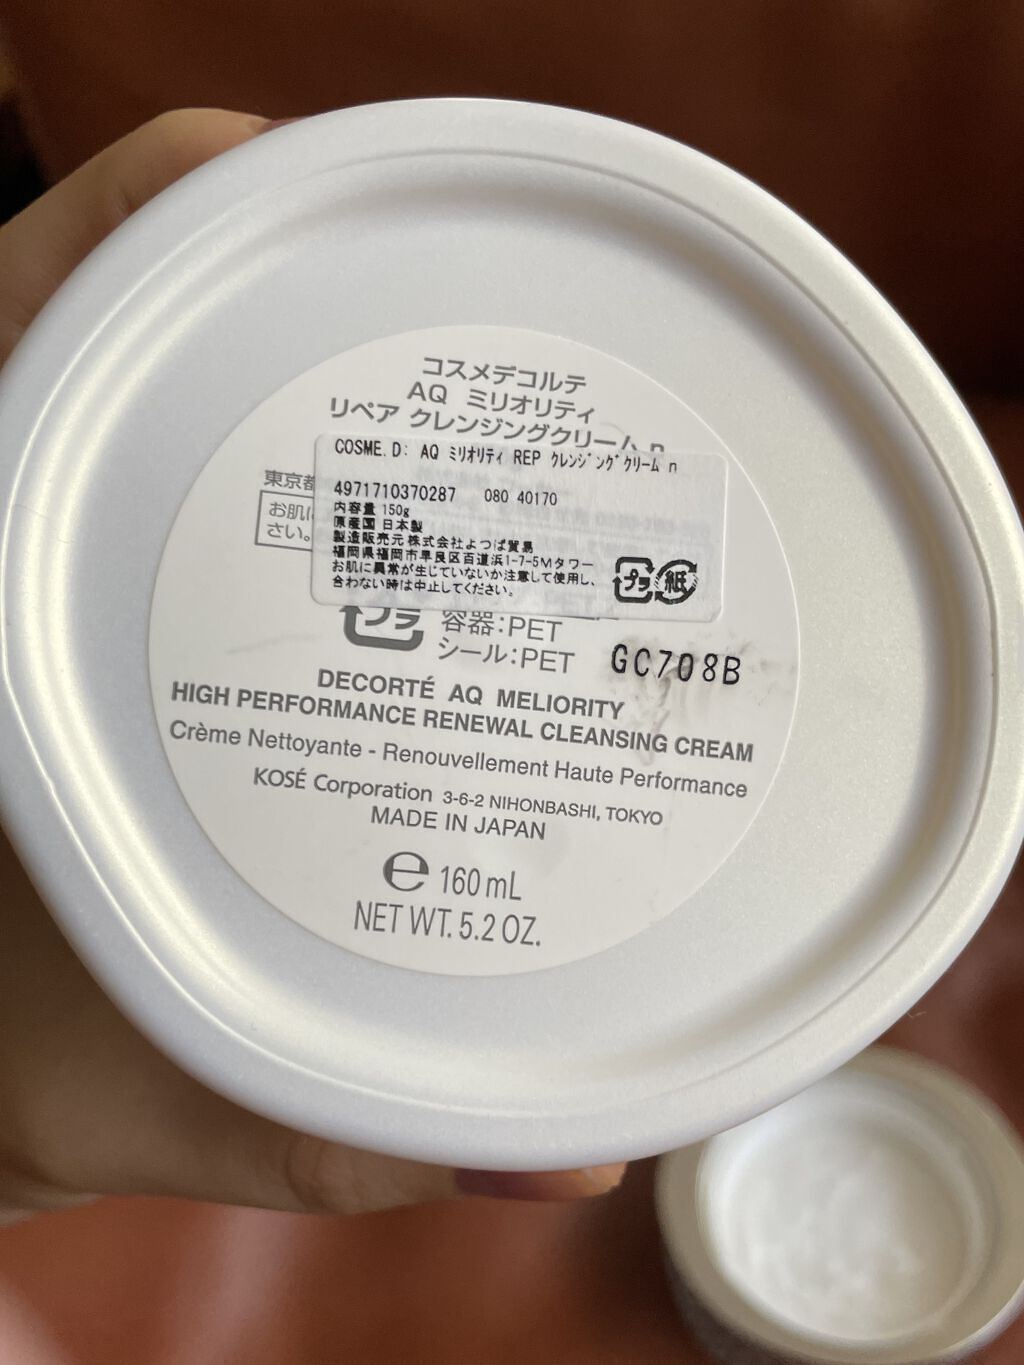 コスメデコルテ
AQ ミリオリティ
リペア クレンジングクリーム n
COSME.D: AQ ミリオリティ REP クレンジングクリーム n
4971710370287 080 40170
内容量 150g
原産国 日本製
製造販売元 株式会社よつば貿易
福岡県福岡市早良区百道浜1-7-5Mタワー
お肌に異常が生じていないか注意して使用し、
合わない時は中止してください。
プラ 紙
東京都
お肌に
さい。
プラ
容器:PET
シール:PET
GC708B
DECORTÉ AQ MELIORITY
HIGH PERFORMANCE RENEWAL CLEANSING CREAM
Crème Nettoyante - Renouvellement Haute Performance
KOSÉ Corporation 3-6-2 NIHONBASHI, TOKYO
MADE IN JAPAN
e 160 mL
NET WT. 5.2 OZ.